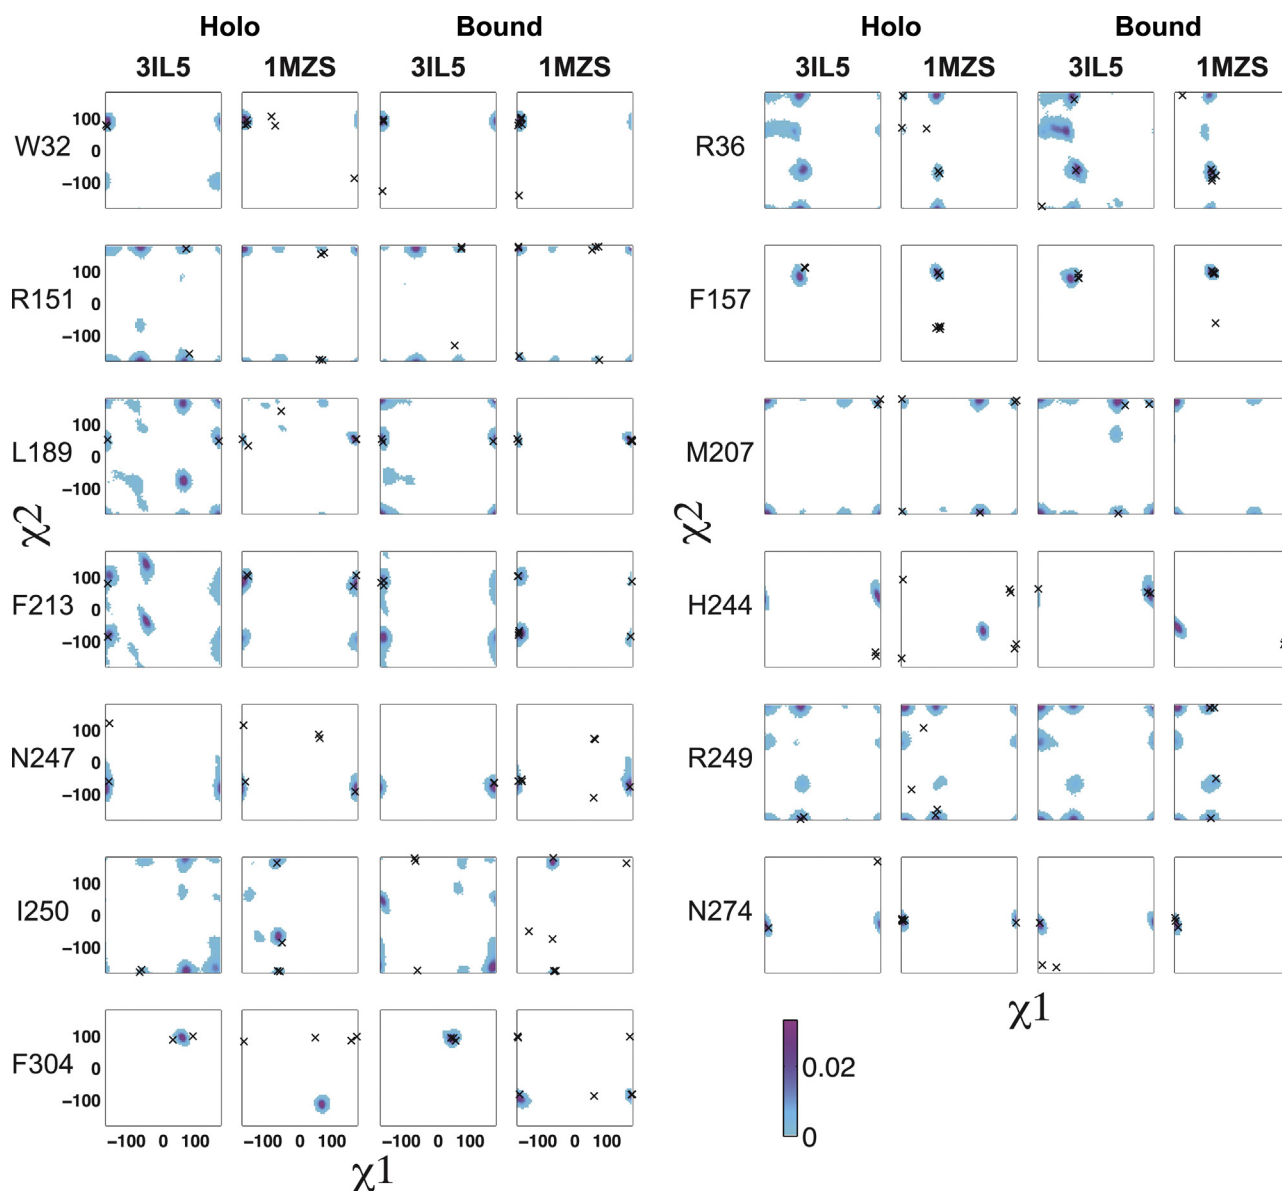 Holo Bound
3IL5 1MZS 3IL5 1MZS
W32
100
0
−100
R151
100
0
−100
L189
100
0
−100
F213
100
0
−100
N247
100
0
−100
I250
100
0
−100
F304
100
0
−100
χ2
−100 0 100 −100 0 100 −100 0 100 −100 0 100
χ1
Holo Bound
3IL5 1MZS 3IL5 1MZS
R36
F157
M207
H244
R249
N274
χ2
χ1
0.02
0